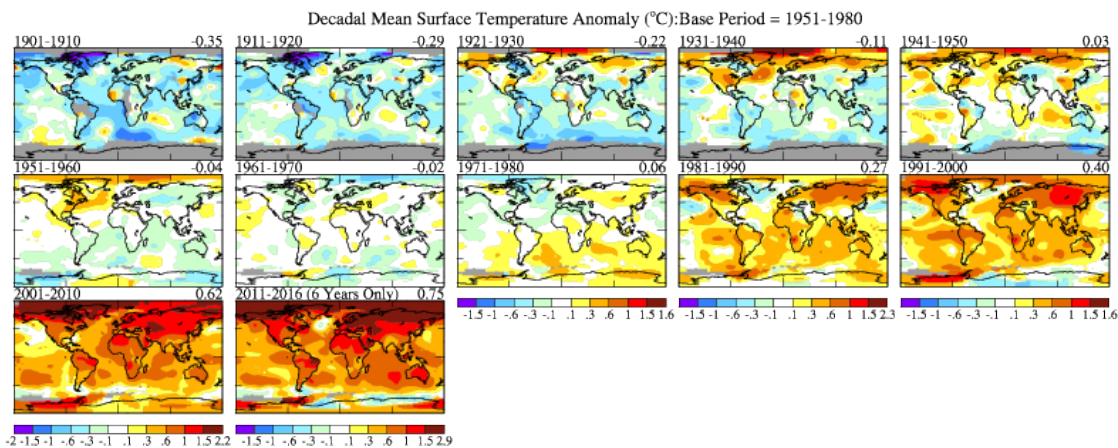 Decadal Mean Surface Temperature Anomaly (°C):Base Period = 1951-1980
1901-1910 -0.35
1911-1920 -0.29
1921-1930 -0.22
1931-1940 -0.11
1941-1950 0.03
1951-1960 -0.04
1961-1970 -0.02
1971-1980 0.06
1981-1990 0.27
1991-2000 0.40
2001-2010 0.62
2011-2016 (6 Years Only) 0.75
-1.5 -1 -.6 -.3 -.1 .1 .3 .6 1 1.5 1.6
-1.5 -1 -.6 -.3 -.1 .1 .3 .6 1 1.5 2.3
-1.5 -1 -.6 -.3 -.1 .1 .3 .6 1 1.5 1.6
-2 -1.5 -1 -.6 -.3 -.1 .1 .3 .6 1 1.5 2.2
-1.5 -1 -.6 -.3 -.1 .1 .3 .6 1 1.5 2.9